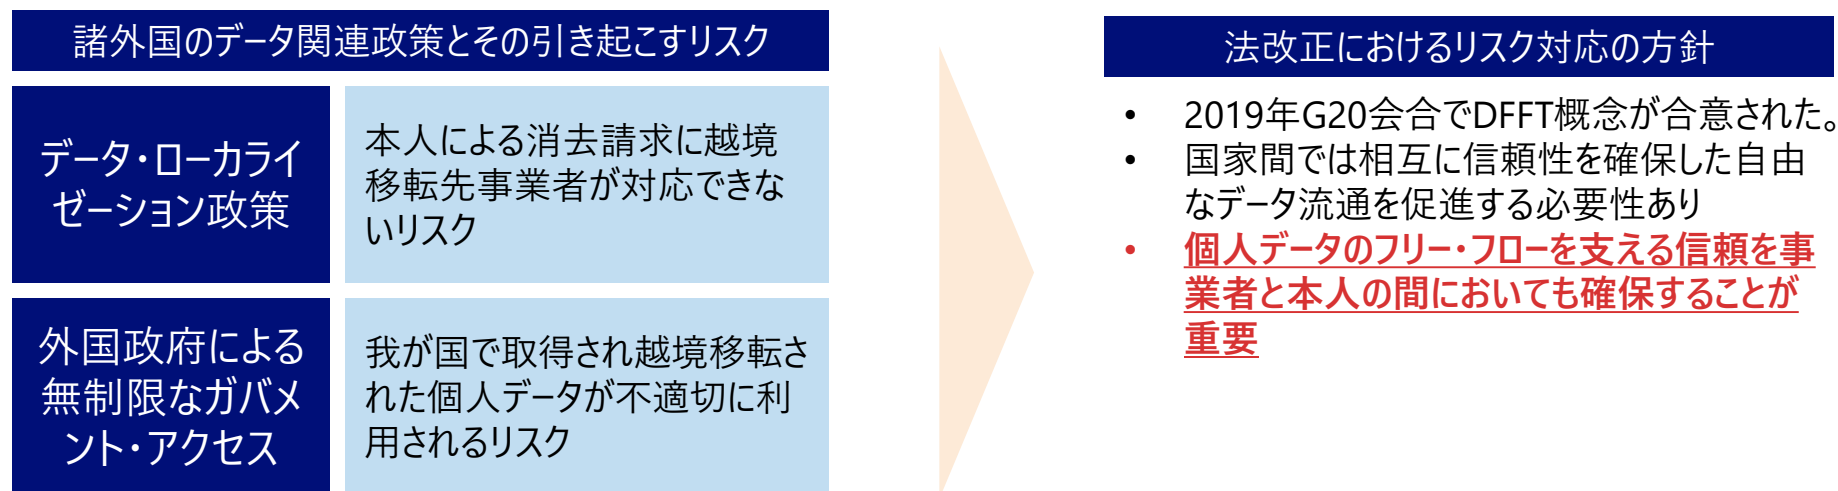 諸外国のデータ関連政策とその引き起こすリスク
データ・ローカライ
ゼーション政策
本人による消去請求に越境
移転先事業者が対応できな
いリスク
外国政府による
無制限なガバメ
ント・アクセス
我が国で取得され越境移転さ
れた個人データが不適切に利
用されるリスク
法改正におけるリスク対応の方針
• 2019年G20会合でDFFT概念が合意された。
• 国家間では相互に信頼性を確保した自由
なデータ流通を促進する必要性あり
• 個人データのフリー・フローを支える信頼を事
業者と本人の間においても確保することが
重要